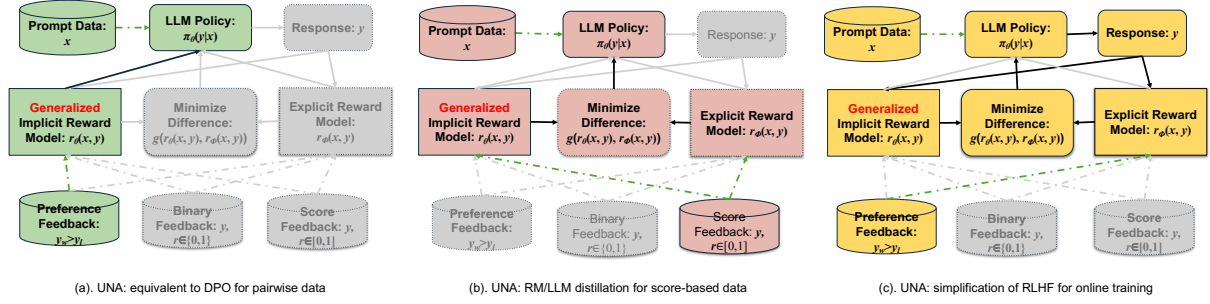 Prompt Data:
x
LLM Policy:
πθ(y|x)
Response: y
Generalized
Implicit Reward
Model: rθ(x, y)
Minimize
Difference:
g(rθ(x, y), rΦ(x, y))
Explicit Reward
Model:
rΦ(x, y)
Preference
Feedback:
yw>yl
Binary
Feedback: y,
r∈{0,1}
Score
Feedback: y,
r∈[0,1]
(a). UNA: equivalent to DPO for pairwise data
Prompt Data:
x
LLM Policy:
πθ(y|x)
Response: y
Generalized
Implicit Reward
Model: rθ(x, y)
Minimize
Difference:
g(rθ(x, y), rΦ(x, y))
Explicit Reward
Model: rΦ(x, y)
Preference
Feedback:
yw>yl
Binary
Feedback: y,
r∈{0,1}
Score
Feedback: y,
r∈[0,1]
(b). UNA: RM/LLM distillation for score-based data
Prompt Data:
x
LLM Policy:
πθ(y|x)
Response: y
Generalized
Implicit Reward
Model: rθ(x, y)
Minimize
Difference:
g(rθ(x, y), rΦ(x, y))
Explicit Reward
Model: rΦ(x, y)
Preference
Feedback:
yw>yl
Binary
Feedback: y,
r∈{0,1}
Score
Feedback: y,
r∈[0,1]
(c). UNA: simplification of RLHF for online training